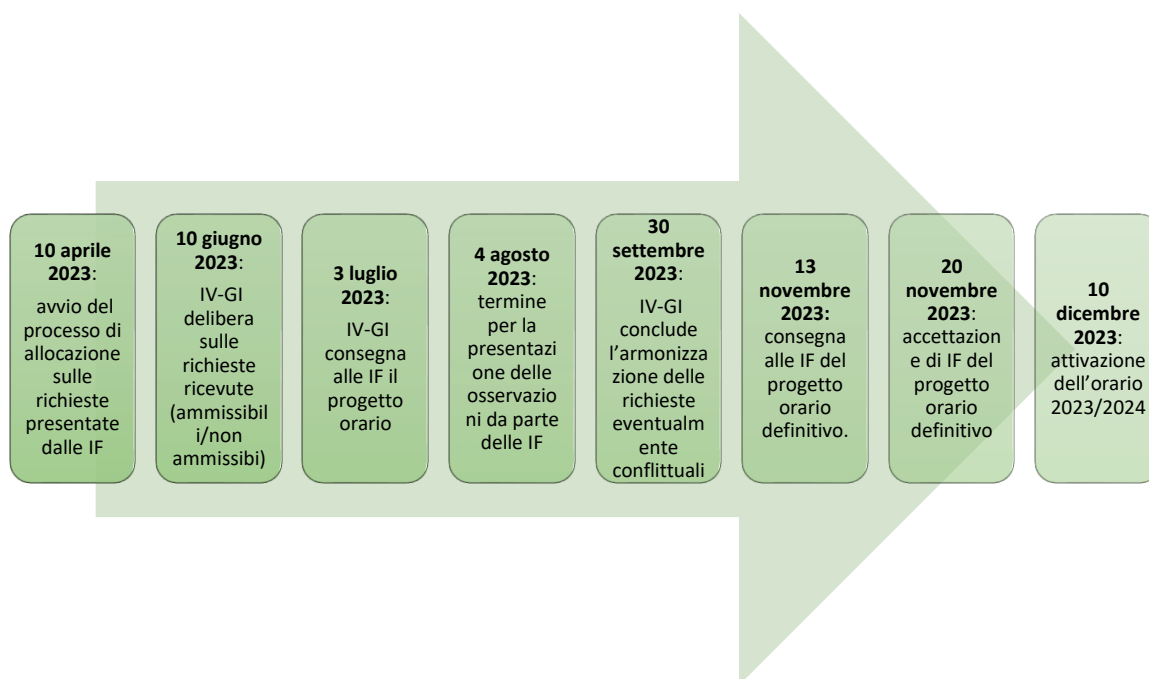 10 aprile
2023:
avvio del
processo di
allocazione
sulle
richieste
presentate
dalle IF
10 giugno
2023:
IV-GI
delibera
sulle
richieste
ricevute
(ammissibil
i/non
ammissibi)
3 luglio
2023:
IV-GI
consegna
alle IF il
progetto
orario
4 agosto
2023:
termine
per la
presentazi
one delle
osservazio
ni da parte
delle IF
30
settembre
2023:
IV-GI
conclude
l’armonizza
zione delle
richieste
eventualm
ente
conflittuali
13
novembre
2023:
consegna
alle IF del
progetto
orario
definitivo.
20
novembre
2023:
accettazion
e di IF del
progetto
orario
definitivo
10
dicembre
2023:
attivazione
dell’orario
2023/2024